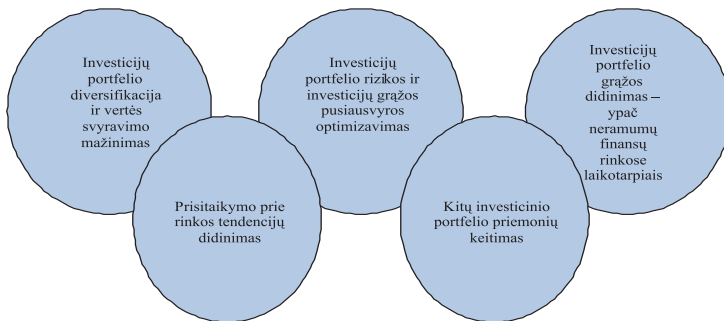 Investicijų
portfelio
diversifikacija
ir vertės
svyravimo
mažinimas
Investicijų
portfelio rizikos ir
investicijų grąžos
pusiausvyros
optimizavimas
Investicijų
portfelio
grąžos
didinimas –
ypač
neramumų
finansų
rinkose
laikotarpiais
Prisitaikymo prie
rinkos tendencijų
didinimas
Kitų investicinio
portfelio priemonių
keitimas